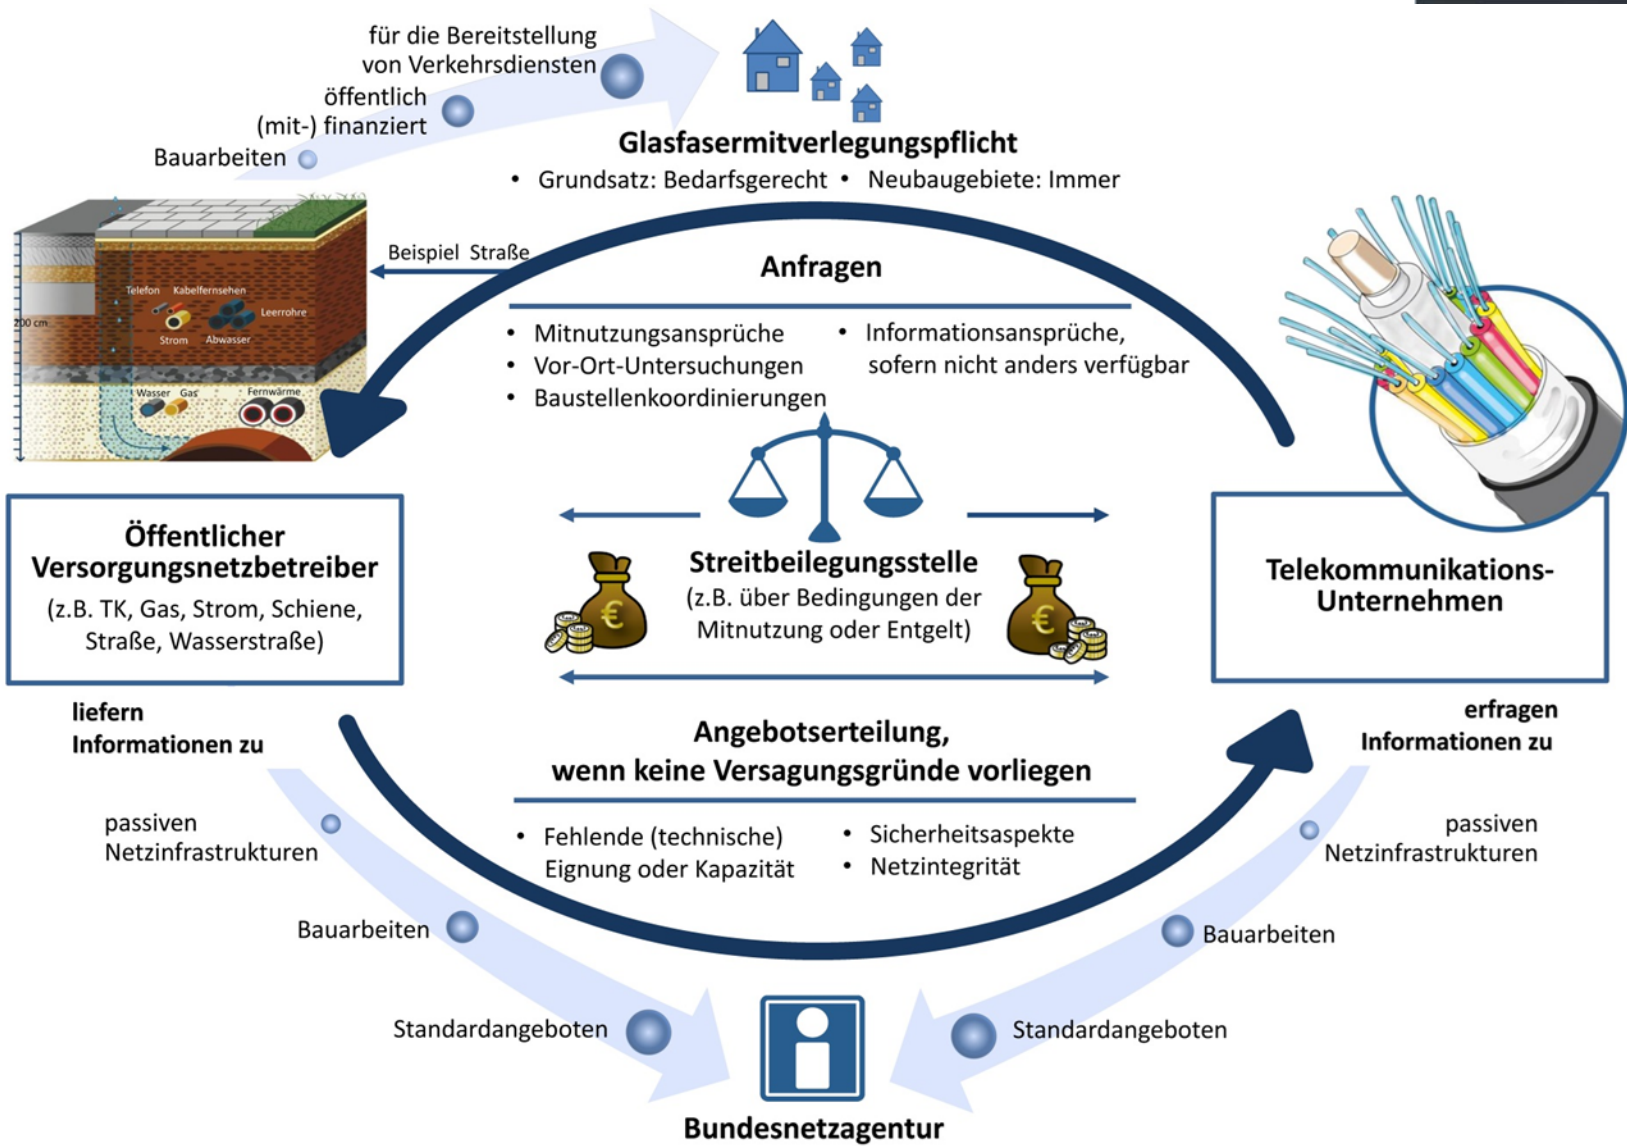 für die Bereitstellung
von Verkehrsdiensten
öffentlich
(mit-) finanziert
Bauarbeiten
Glasfasermitverlegungspflicht
• Grundsatz: Bedarfsgerecht • Neubaugebiete: Immer
Beispiel Straße
Telefon Kabelfernsehen
Leerrohre
Strom Abwasser
200 cm
Wasser Gas Fernwärme
Anfragen
• Mitnutzungsansprüche
• Vor-Ort-Untersuchungen
• Baustellenkoordinierungen
• Informationsansprüche,
sofern nicht anders verfügbar
Öffentlicher
Versorgungsnetzbetreiber
(z.B. TK, Gas, Strom, Schiene,
Straße, Wasserstraße)
€
Streitbeilegungsstelle
(z.B. über Bedingungen der
Mitnutzung oder Entgelt)
€
Telekommunikations-
Unternehmen
liefern
Informationen zu
passiven
Netzinfrastrukturen
Bauarbeiten
Standardangeboten
Angebotserteilung,
wenn keine Versagungsgründe vorliegen
• Fehlende (technische)
Eignung oder Kapazität
• Sicherheitsaspekte
• Netzintegrität
erfragen
Informationen zu
passiven
Netzinfrastrukturen
Bauarbeiten
Standardangeboten
Bundesnetzagentur